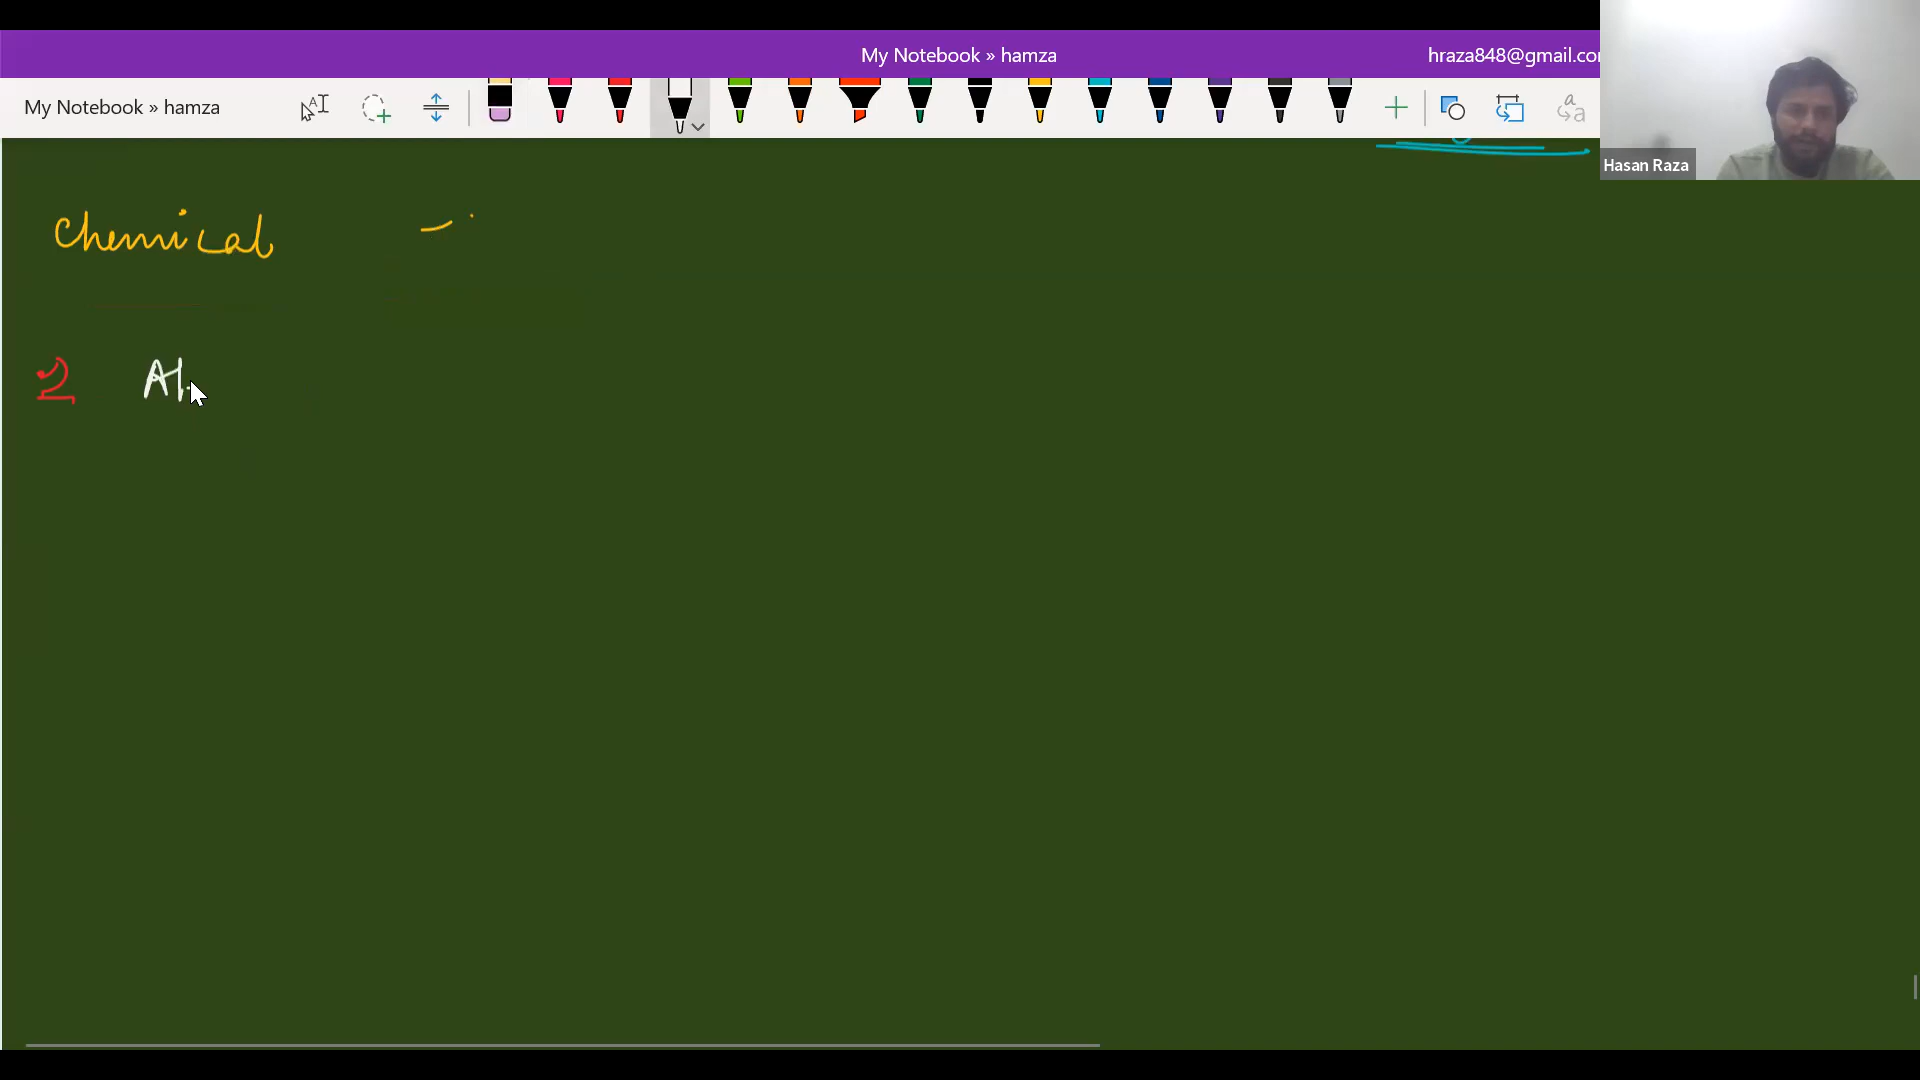 My Notebook » hamza
hraza848@gmail.co
My Notebook » hamza
Hasan Raza
Chemical –
2 Al